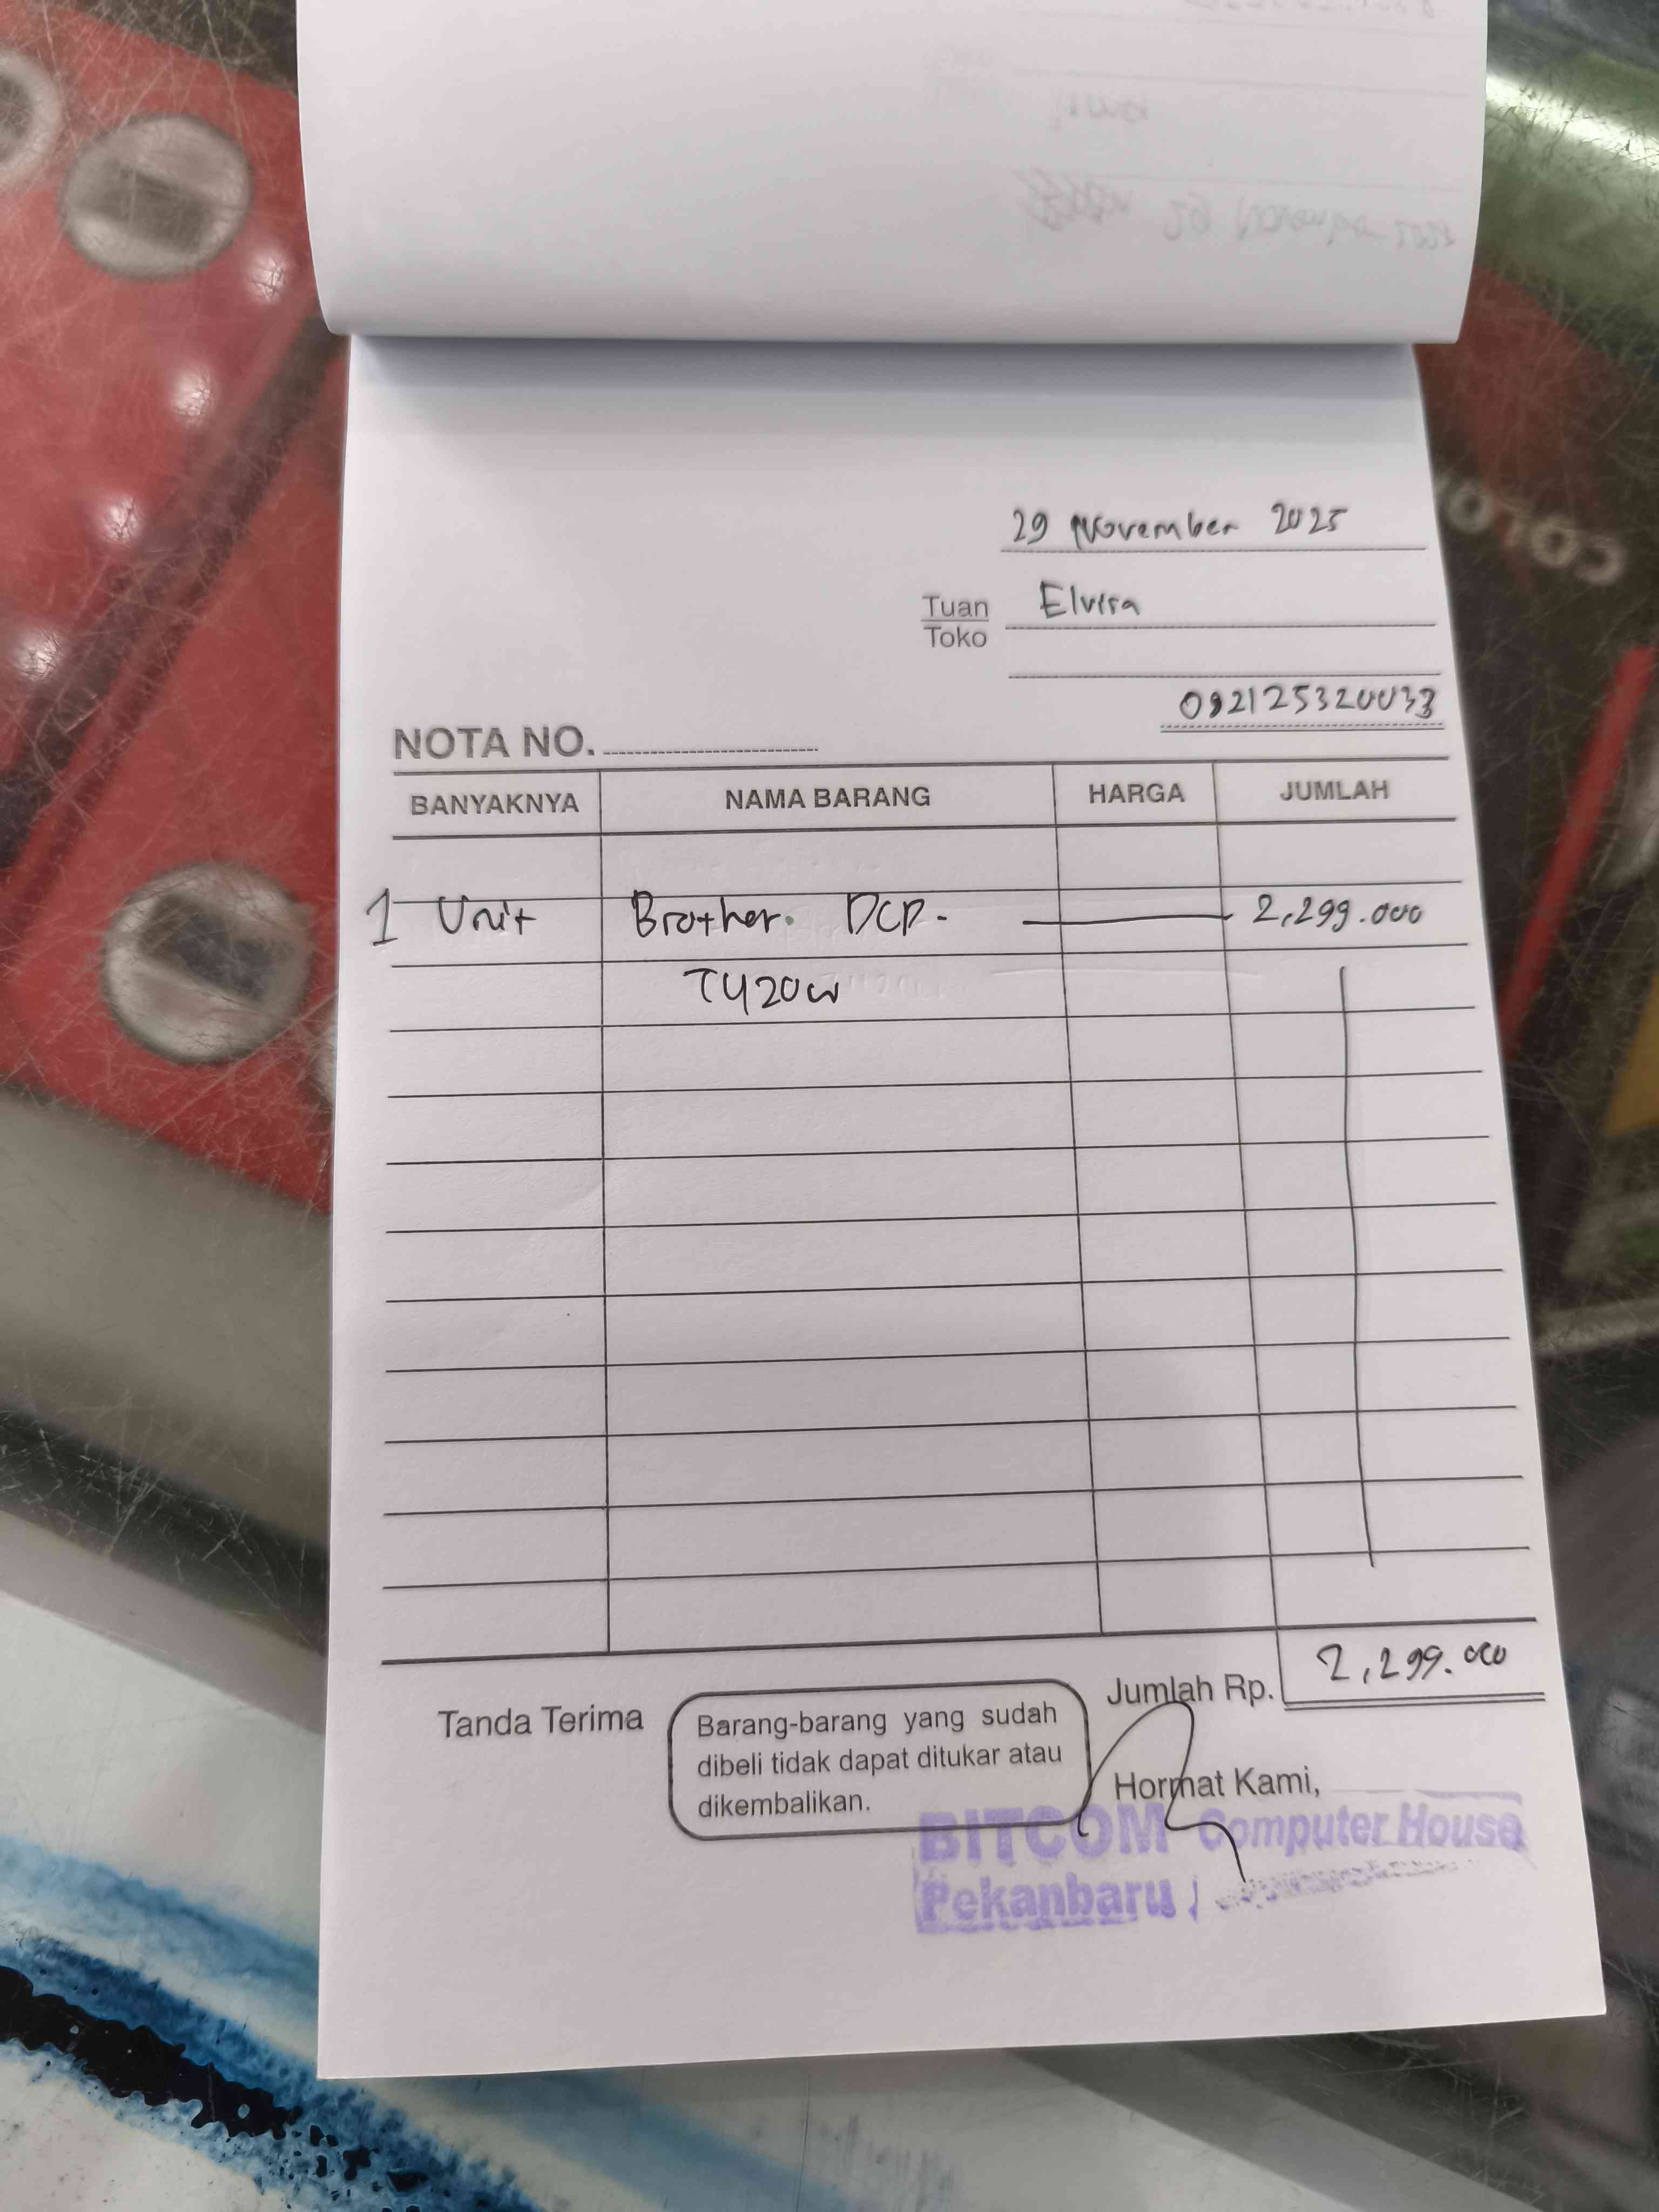 29 November 2025
Tuan Elvira
Toko
082125320033
NOTA NO.
BANYAKNYA NAMA BARANG HARGA JUMLAH
1 Unit Brother. DCP- 2,299.000
T420W
Jumlah Rp. 2,299.000
Tanda Terima
Barang-barang yang sudah
dibeli tidak dapat ditukar atau
dikembalikan.
Hormat Kami,
BITCOM Computer House
Pekanbaru
COLO